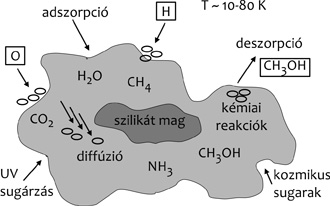 adszorpció
H
T ~ 10-80 K
deszorpció
CH₃OH
O
H₂O
CH₄
CO₂
szilikát mag
kémiai
reakciók
diffúzió
NH₃
CH₃OH
UV
sugárzás
kozmikus
sugarak